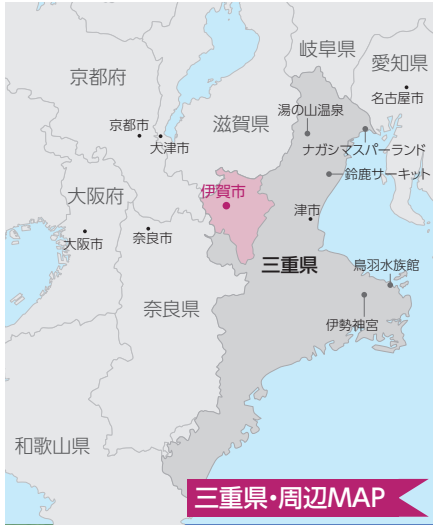 岐阜県
愛知県
京都府
名古屋市
湯の山温泉
滋賀県
京都市
大津市
ナガシマスパーランド
鈴鹿サーキット
大阪府
伊賀市
津市
大阪市
奈良市
三重県
鳥羽水族館
奈良県
伊勢神宮
和歌山県
三重県・周辺MAP